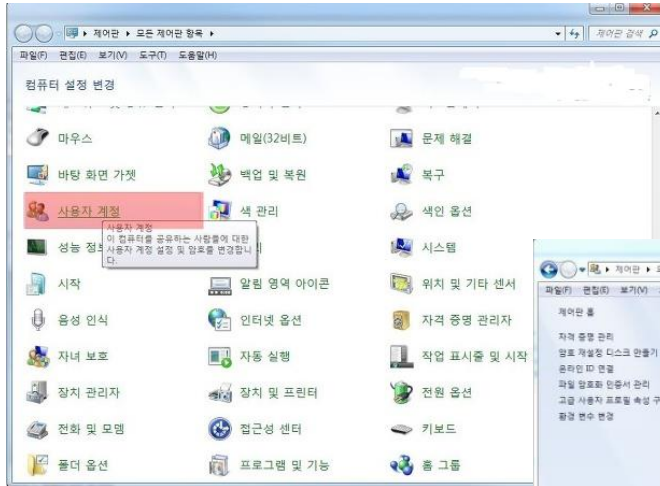 제어판 ▸ 모든 제어판 항목 ▸
제어판 검색
파일(F) 편집(E) 보기(V) 도구(T) 도움말(H)
컴퓨터 설정 변경
마우스 메일(32비트) 문제 해결
바탕 화면 가젯 백업 및 복원 복구
사용자 계정 색 관리 색인 옵션
사용자 계정
이 컴퓨터를 공유하는 사람들에 대한
사용자 계정 설정 및 암호를 변경합니
다.
성능 정보 시스템
시작 알림 영역 아이콘 위치 및 기타 센서
음성 인식 인터넷 옵션 자격 증명 관리자
자녀 보호 자동 실행 작업 표시줄 및 시작
장치 관리자 장치 및 프린터 전원 옵션
전화 및 모뎀 접근성 센터 키보드
폴더 옵션 프로그램 및 기능 홈 그룹
제어판 ▸
파일(F) 편집(E) 보기(V)
제어판 홈
자격 증명 관리
암호 재설정 디스크 만들기
온라인 ID 연결
파일 암호화 인증서 관리
고급 사용자 프로필 속성 구
환경 변수 변경